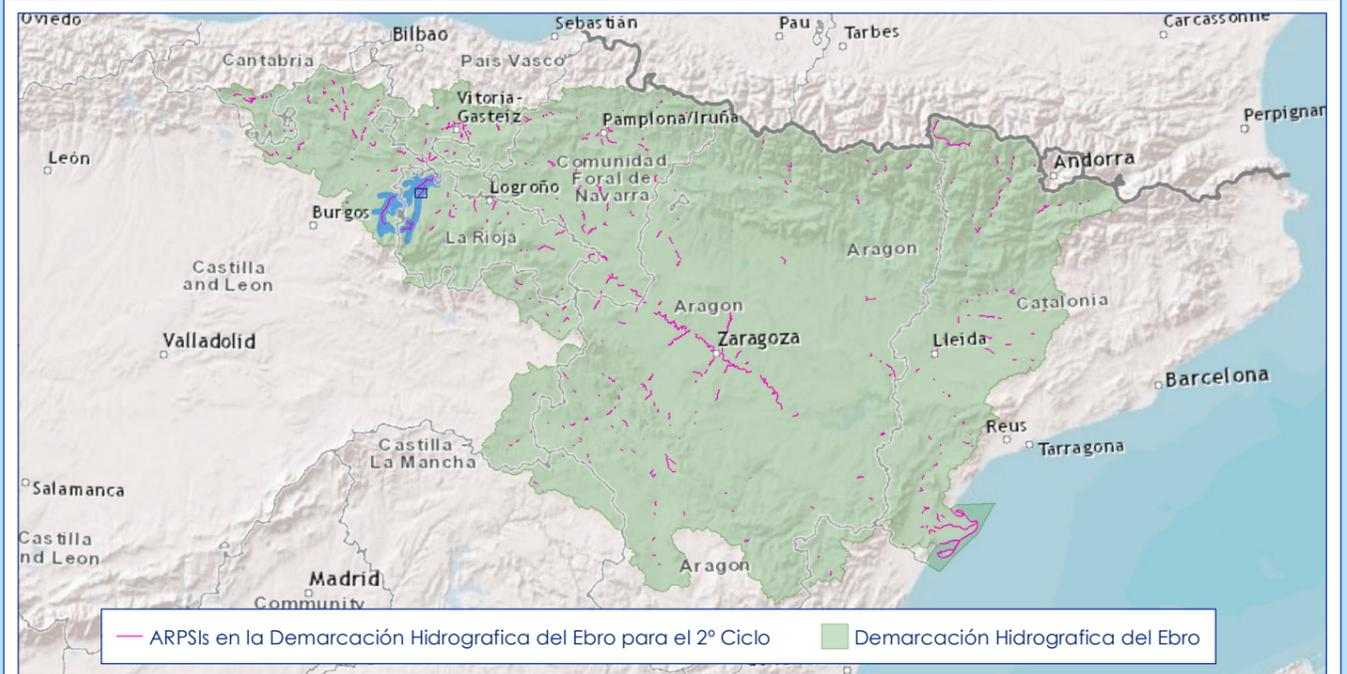 Oviedo
Bilbao
Sebastián
Pau
Tarbes
Carcassonne
Cantabria
País Vasco
Vitoria-
Gasteiz
Pamplona/Iruña
Perpignan
León
Andorra
Comunidad
Foral de
Navarra
Logroño
Burgos
La Rioja
Aragon
Castilla
and Leon
Aragon
Catalonia
Valladolid
Zaragoza
Lleida
Barcelona
Reus
Tarragona
Castilla -
La Mancha
Salamanca
Castilla
nd Leon
Madrid
Community
Aragon
ARPSIs en la Demarcación Hidrografica del Ebro para el 2º Ciclo
Demarcación Hidrografica del Ebro